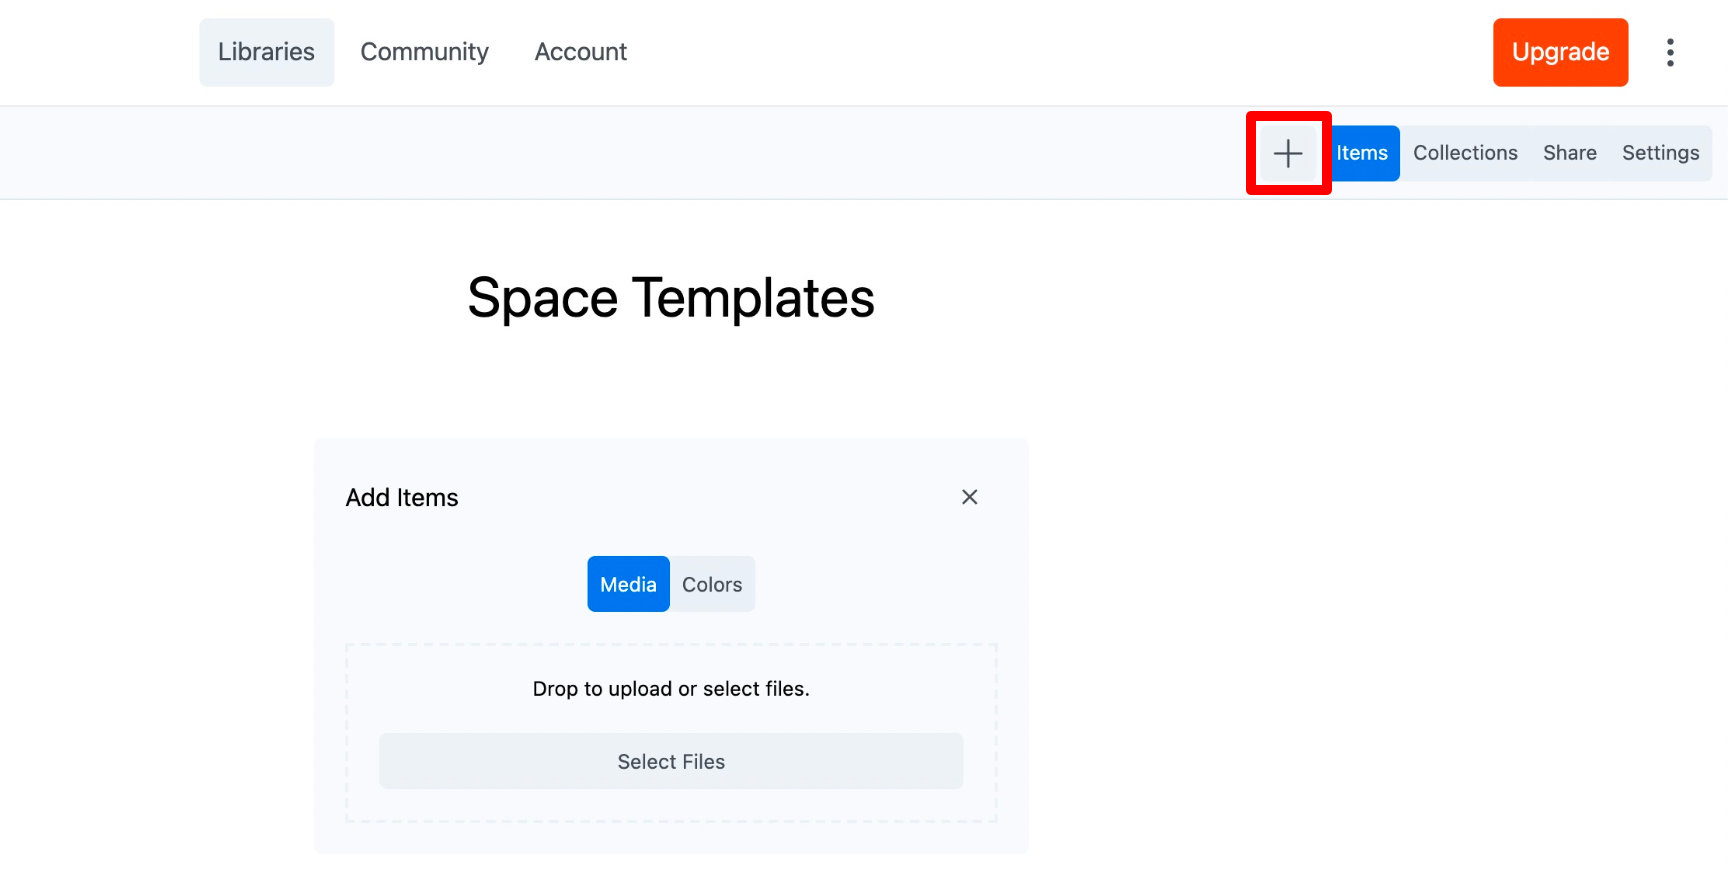 Libraries Community Account Upgrade
Items Collections Share Settings
Space Templates
Add Items
Media Colors
Drop to upload or select files.
Select Files